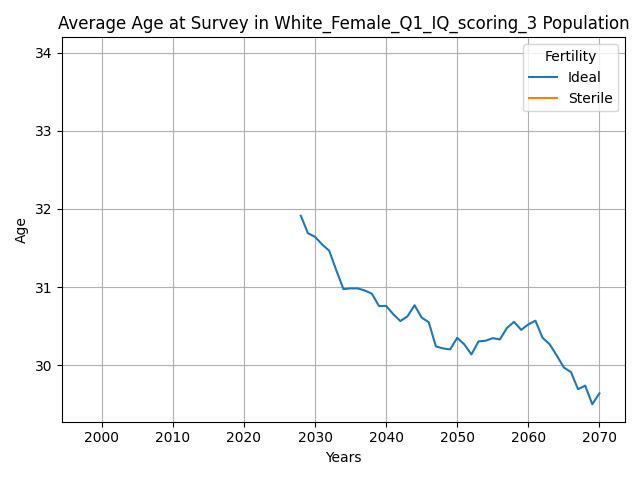 Average Age at Survey in White_Female_Q1_IQ_scoring_3 Population
Fertility
Ideal
Sterile
Age
34
33
32
31
30
2000 2010 2020 2030 2040 2050 2060 2070
Years